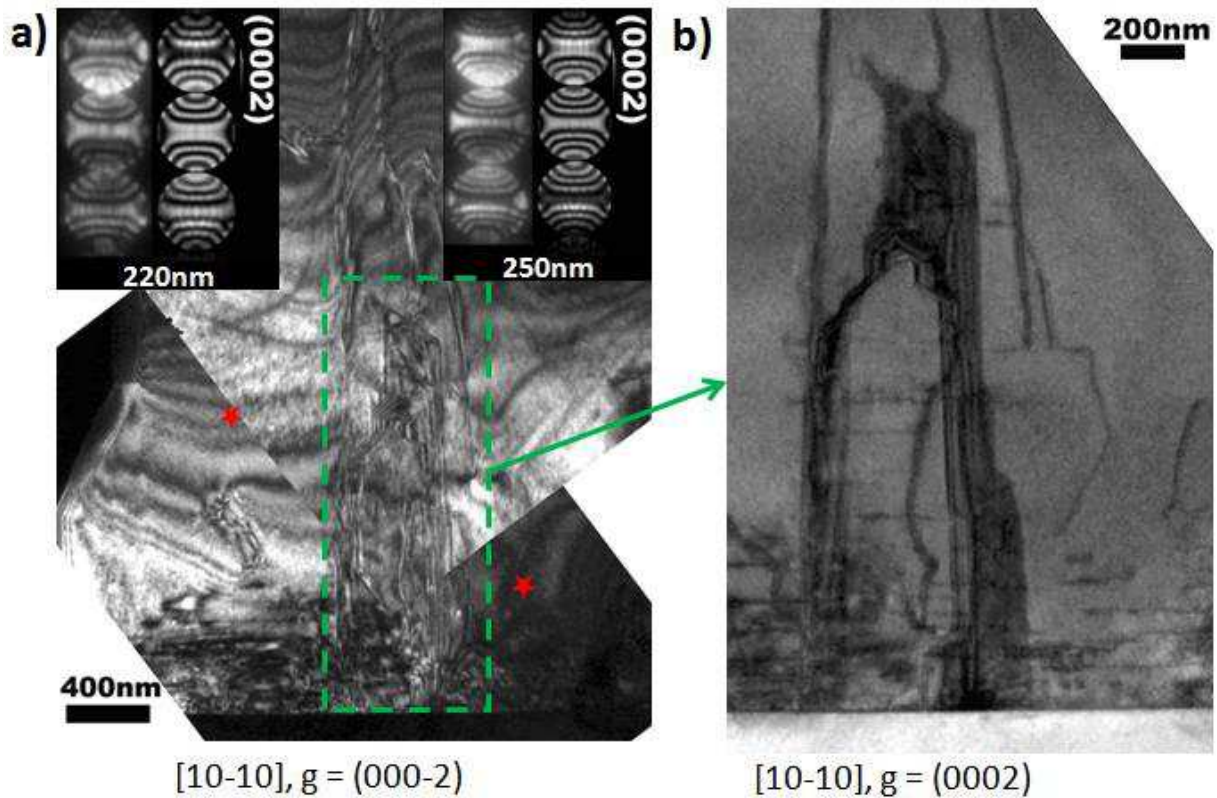 a)
(0002)
220nm
(0002)
250nm
400nm
[10-10], g = (000-2)
b)
200nm
[10-10], g = (0002)